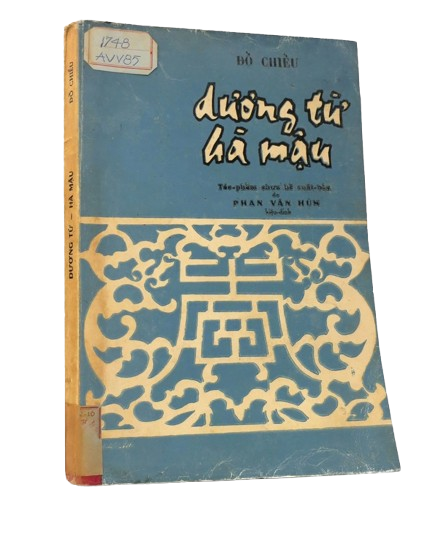 1748
AVV85
ĐỒ CHIỂU
dương từ
hà mậu
Tác-phẩm chưa hề xuất-bản
do
PHAN VĂN HÙM
hiệu-đính
ĐỒ CHIỂU
DƯƠNG TỪ – HÀ MẬU